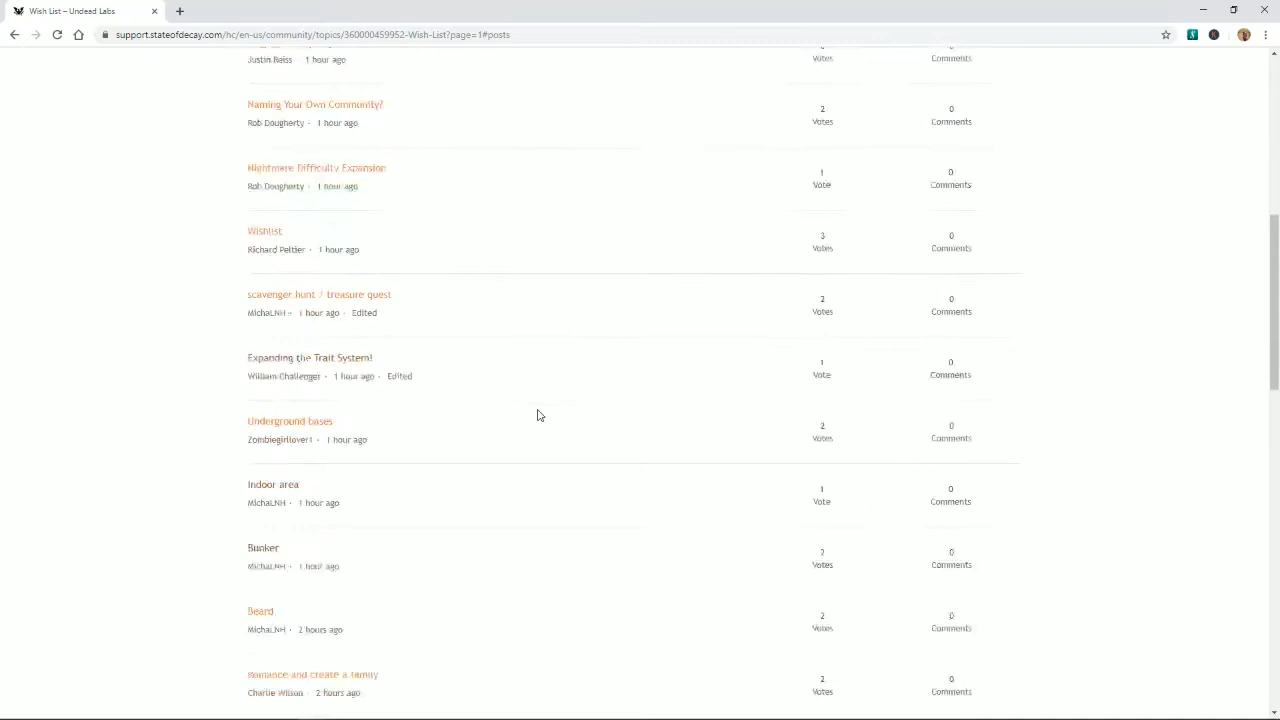 Wish List – Undead Labs
support.stateofdecay.com/hc/en-us/community/topics/360000459952-Wish-List?page=1#posts
Justin Reiss · 1 hour ago
Votes
Comments
Naming Your Own Community?
Rob Dougherty · 1 hour ago
2
Votes
0
Comments
Nightmare Difficulty Expansion
Rob Dougherty · 1 hour ago
1
Vote
0
Comments
Wishlist
Richard Peltier · 1 hour ago
3
Votes
0
Comments
scavenger hunt / treasure quest
MichaLNH · 1 hour ago · Edited
2
Votes
0
Comments
Expanding the Trait System!
William Challenger · 1 hour ago · Edited
1
Vote
0
Comments
Underground bases
Zombiegirllover1 · 1 hour ago
2
Votes
0
Comments
Indoor area
MichaLNH · 1 hour ago
1
Vote
0
Comments
Bunker
MichaLNH · 1 hour ago
2
Votes
0
Comments
Beard
MichaLNH · 2 hours ago
2
Votes
0
Comments
Romance and create a family
Charlie Wilson · 2 hours ago
2
Votes
0
Comments